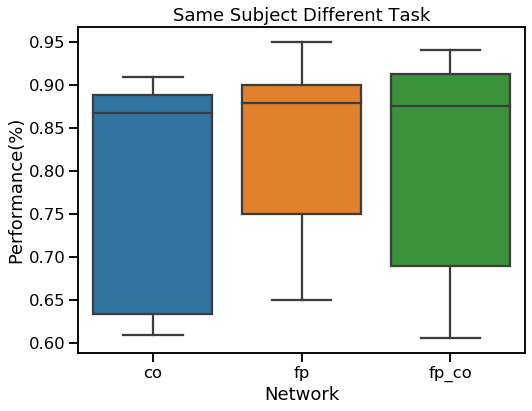 Same Subject Different Task
Performance(%)
0.95
0.90
0.85
0.80
0.75
0.70
0.65
0.60
co fp fp_co
Network